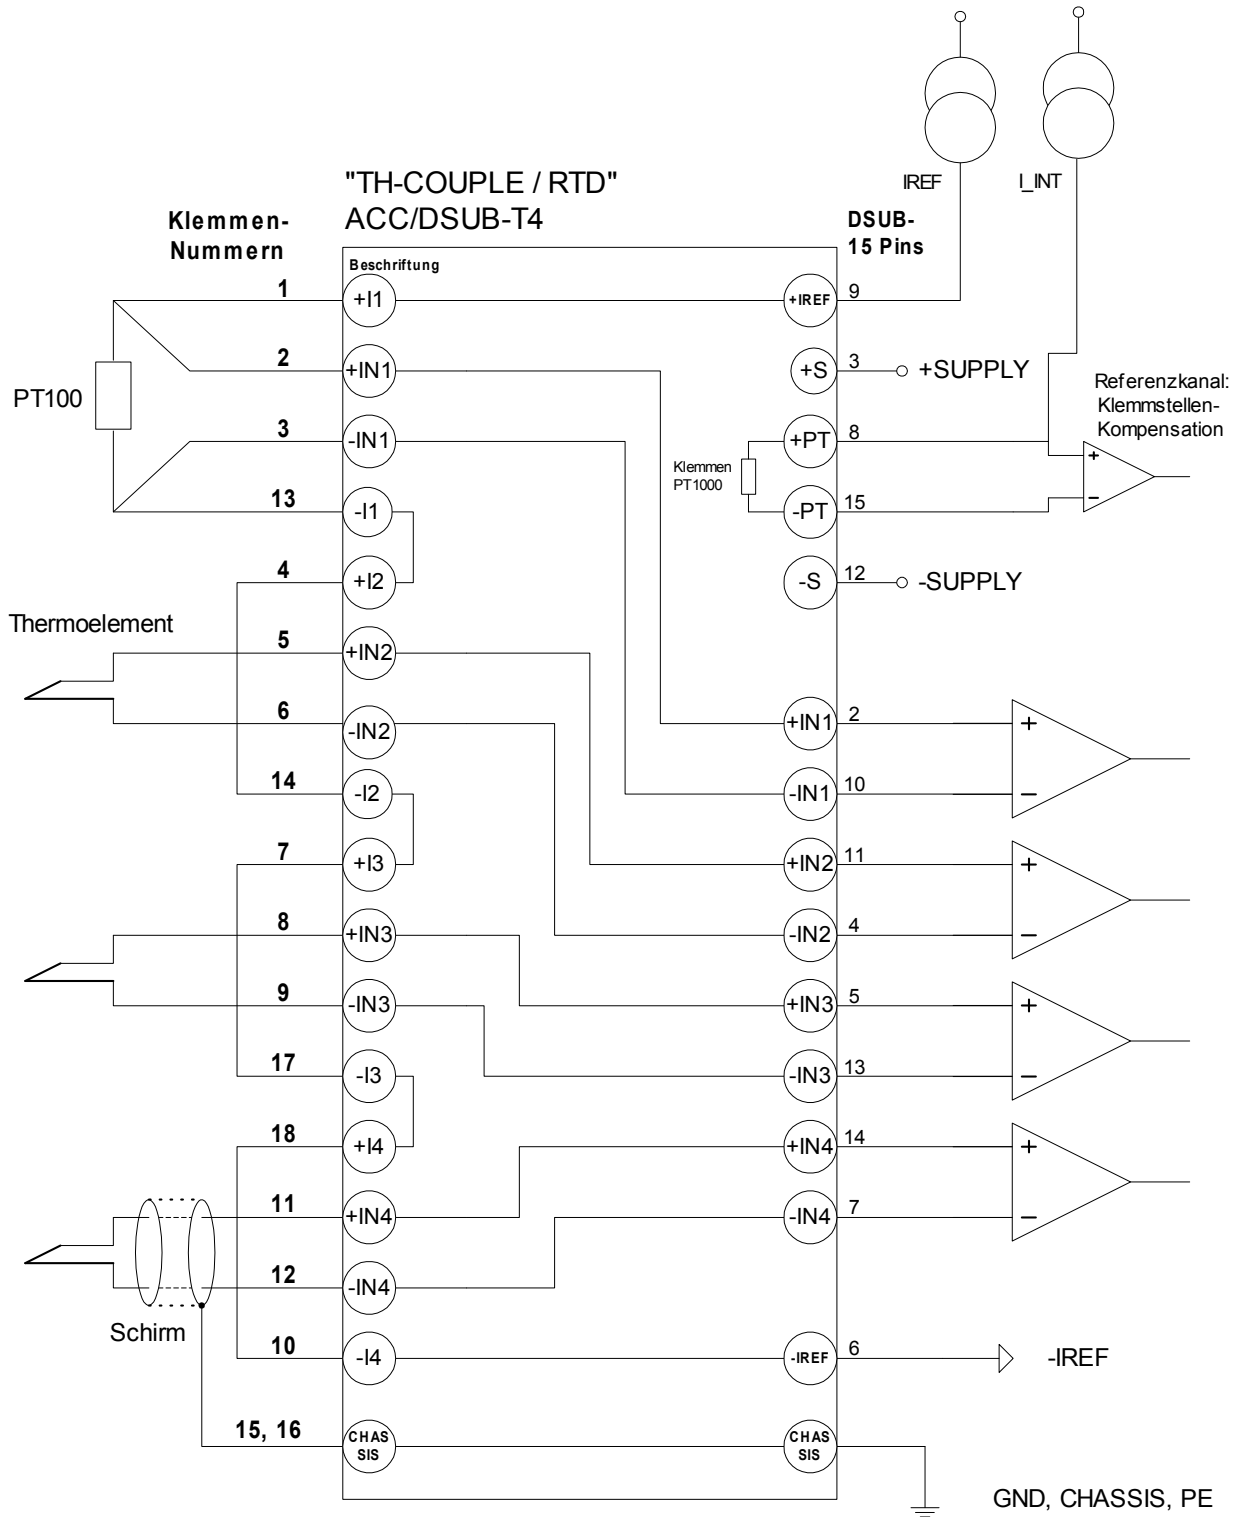 IREF
I_INT
"TH-COUPLE / RTD"
ACC/DSUB-T4
Klemmen-
Nummern
DSUB-
15 Pins
Beschriftung
1
+I1
+IREF
9
2
+IN1
+S
3
+SUPPLY
Referenzkanal:
Klemmstellen-
Kompensation
PT100
3
-IN1
+PT
8
+
Klemmen
PT1000
-
13
-I1
-PT
15
4
+I2
-S
12
-SUPPLY
Thermoelement
5
+IN2
6
-IN2
+IN1
2
+
14
-I2
-IN1
10
-
7
+I3
+IN2
11
+
8
+IN3
-IN2
4
-
9
-IN3
+IN3
5
+
17
-I3
-IN3
13
-
18
+I4
+IN4
14
+
11
+IN4
-IN4
7
-
12
-IN4
Schirm
10
-I4
-IREF
6
-IREF
15, 16
CHAS
SIS
CHAS
SIS
GND, CHASSIS, PE